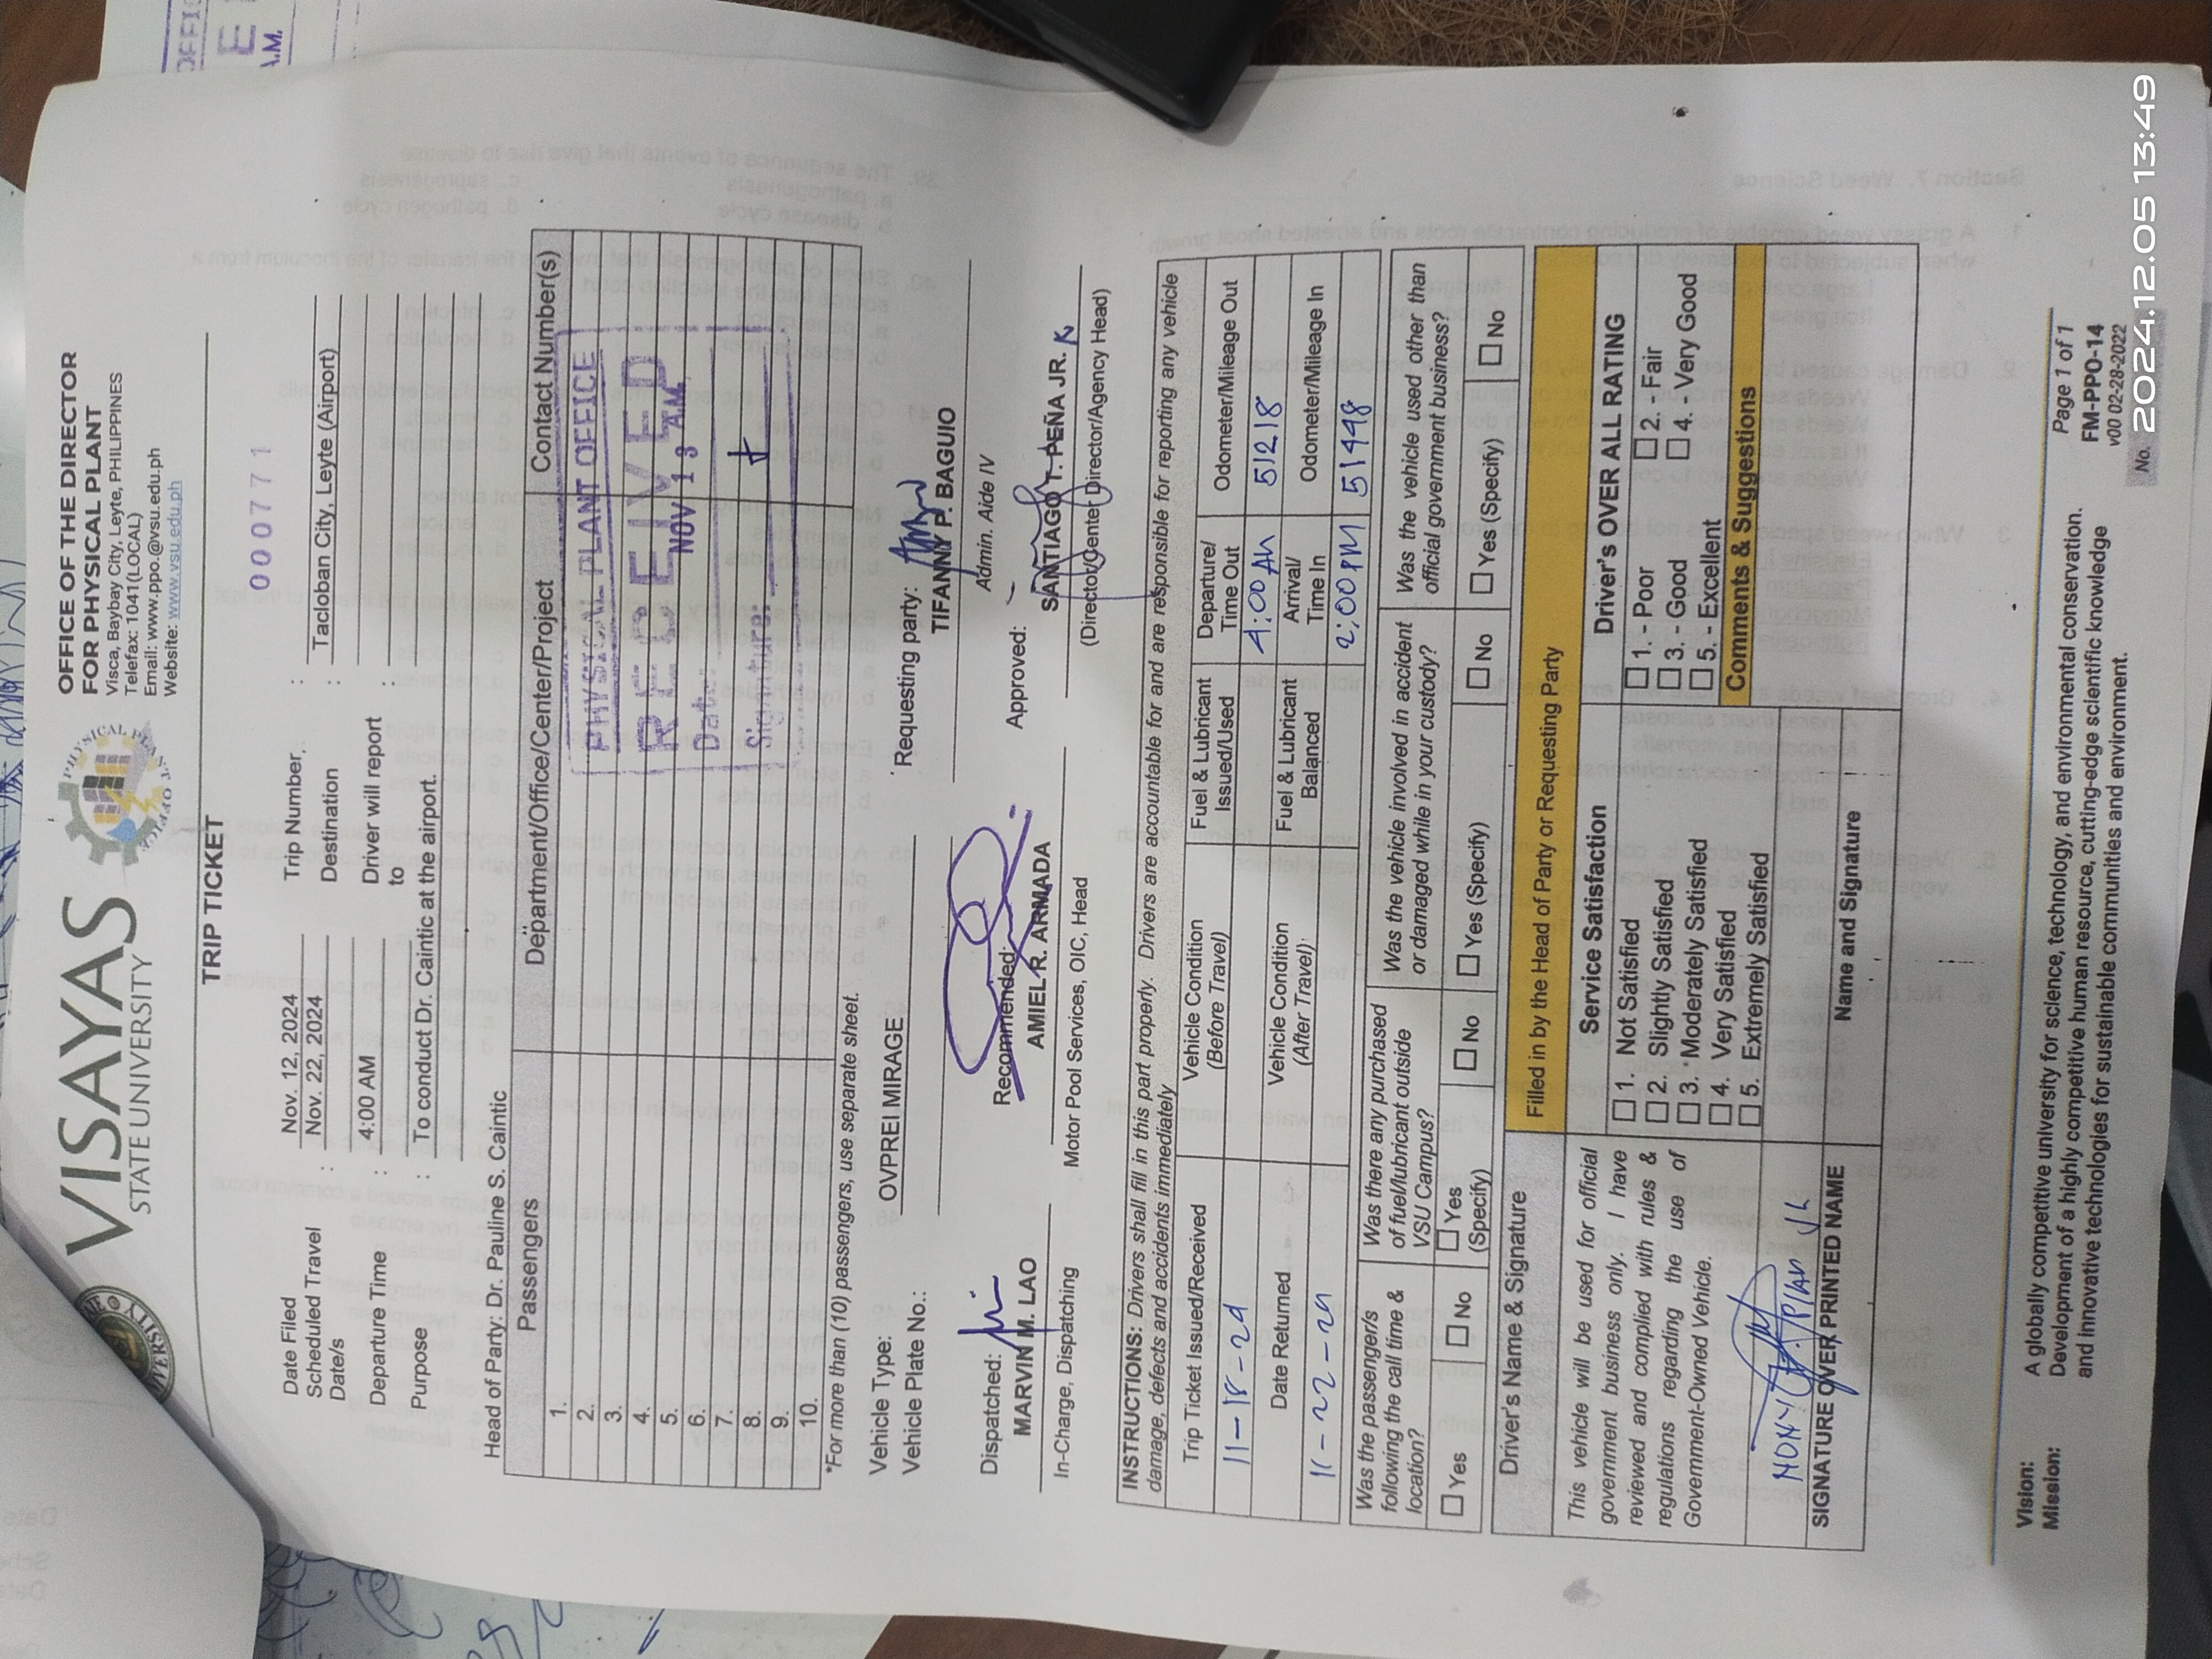 VISAYAS
STATE UNIVERSITY
OFFICE OF THE DIRECTOR
FOR PHYSICAL PLANT
Visca, Baybay City, Leyte, PHILIPPINES
Telefax: 1041(LOCAL)
Email: www.ppo.@vsu.edu.ph
Website: www.vsu.edu.ph
TRIP TICKET
000771
Date Filed : Nov. 12, 2024 Trip Number. :
Scheduled Travel Date/s : Nov. 22, 2024 Destination : Tacloban City, Leyte (Airport)
Departure Time : 4:00 AM Driver will report to :
Purpose : To conduct Dr. Caintic at the airport.
Head of Party: Dr. Pauline S. Caintic
Passengers Department/Office/Center/Project Contact Number(s)
1.
2.
3.
4.
5.
6.
7.
8.
9.
10.
PHYSICAL PLANT OFFICE
RECEIVED
Date: NOV 13 A.M.
Signature:
*For more than (10) passengers, use separate sheet.
Vehicle Type: OVPREI MIRAGE
Vehicle Plate No.:
Requesting party:
TIFANNY P. BAGUIO
Admin. Aide IV
Dispatched:
MARVIN M. LAO
In-Charge, Dispatching
Recommended:
AMIEL R. ARMADA
Motor Pool Services, OIC, Head
Approved:
SANTIAGO T. PEÑA JR.
(Director/Center Director/Agency Head)
INSTRUCTIONS: Drivers shall fill in this part properly. Drivers are accountable for and are responsible for reporting any vehicle
damage, defects and accidents immediately
Trip Ticket Issued/Received Vehicle Condition (Before Travel) Fuel & Lubricant Issued/Used Departure/ Time Out Odometer/Mileage Out
11-18-24 4:00 AM 51218
Date Returned Vehicle Condition (After Travel) Fuel & Lubricant Balanced Arrival/ Time In Odometer/Mileage In
11-22-24 2:00 PM 51498
Was the passenger/s following the call time & location?
Yes No
Was there any purchased of fuel/lubricant outside VSU Campus?
Yes (Specify) No
Was the vehicle involved in accident or damaged while in your custody?
Yes (Specify) No
Was the vehicle used other than official government business?
Yes (Specify) No
Driver's Name & Signature
This vehicle will be used for official
government business only. I have
reviewed and complied with rules &
regulations regarding the use of
Government-Owned Vehicle.
SIGNATURE OVER PRINTED NAME
Filled in by the Head of Party or Requesting Party
Service Satisfaction
1. Not Satisfied
2. Slightly Satisfied
3. Moderately Satisfied
4. Very Satisfied
5. Extremely Satisfied
Name and Signature
Driver's OVER ALL RATING
1. - Poor 2. - Fair
3. - Good 4. - Very Good
5. - Excellent
Comments & Suggestions
Vision: A globally competitive university for science, technology, and environmental conservation.
Mission: Development of a highly competitive human resource, cutting-edge scientific knowledge
and innovative technologies for sustainable communities and environment.
Page 1 of 1
FM-PPO-14
v00 02-28-2022
No.
2024.12.05 13:49